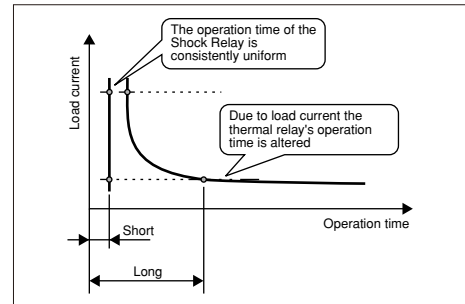 The operation time of the
Shock Relay is
consistently uniform
Load current
Due to load current the
thermal relay's operation
time is altered
Operation time
Short
Long